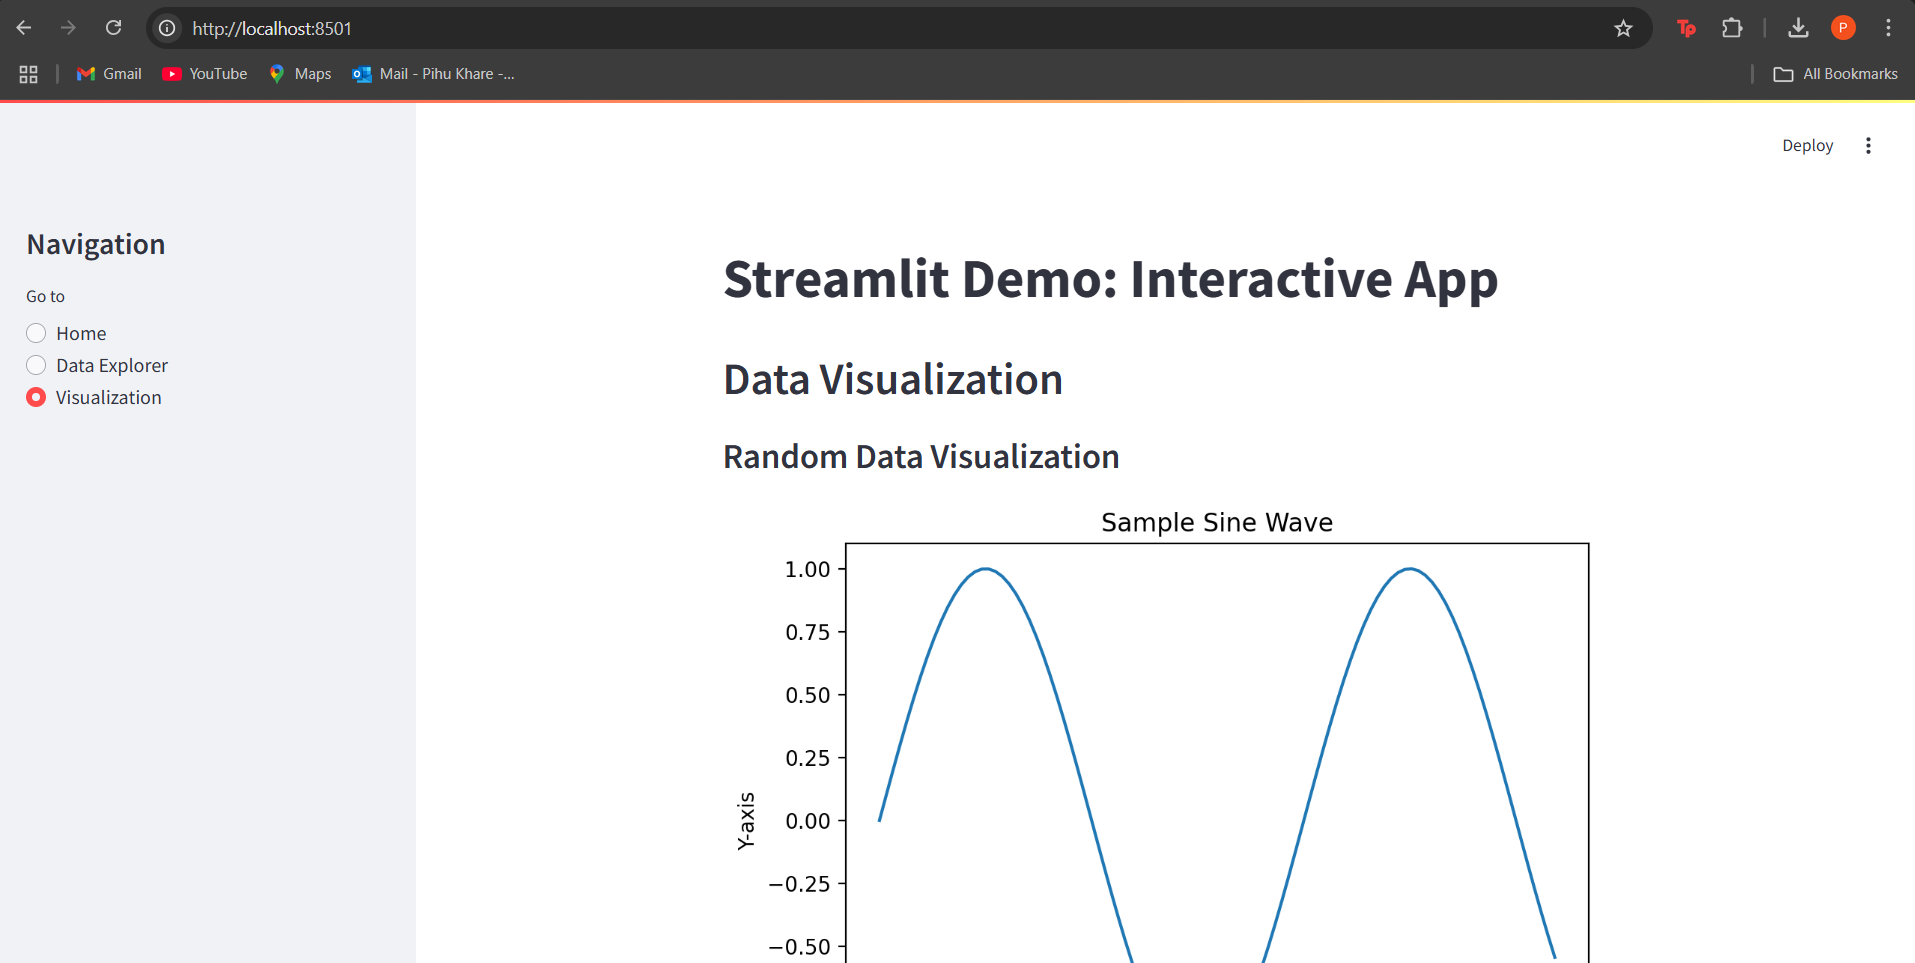 http://localhost:8501
Tp
P
Gmail
YouTube
Maps
Mail - Pihu Khare -...
All Bookmarks
Deploy
Navigation
Go to
Home
Data Explorer
Visualization
Streamlit Demo: Interactive App
Data Visualization
Random Data Visualization
Sample Sine Wave
1.00
0.75
0.50
0.25
0.00
−0.25
−0.50
Y-axis